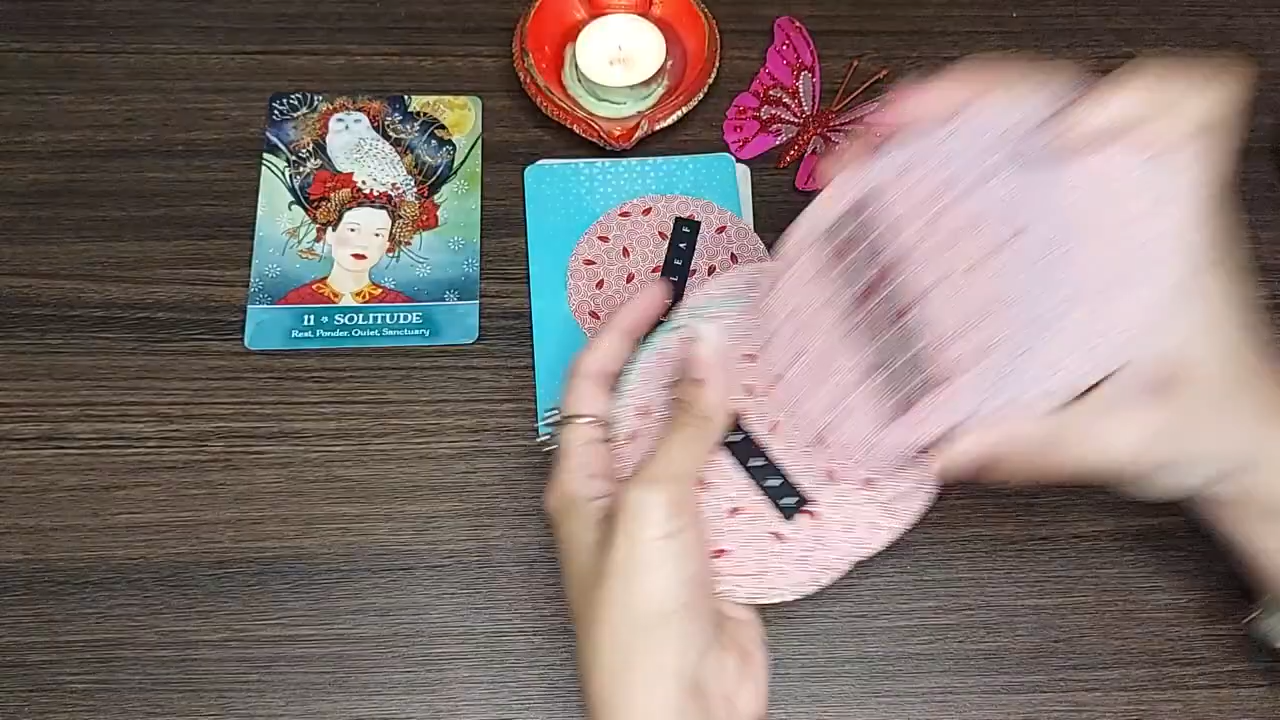 11 * SOLITUDE
Rest, Ponder, Quiet, Sanctuary
LEAF